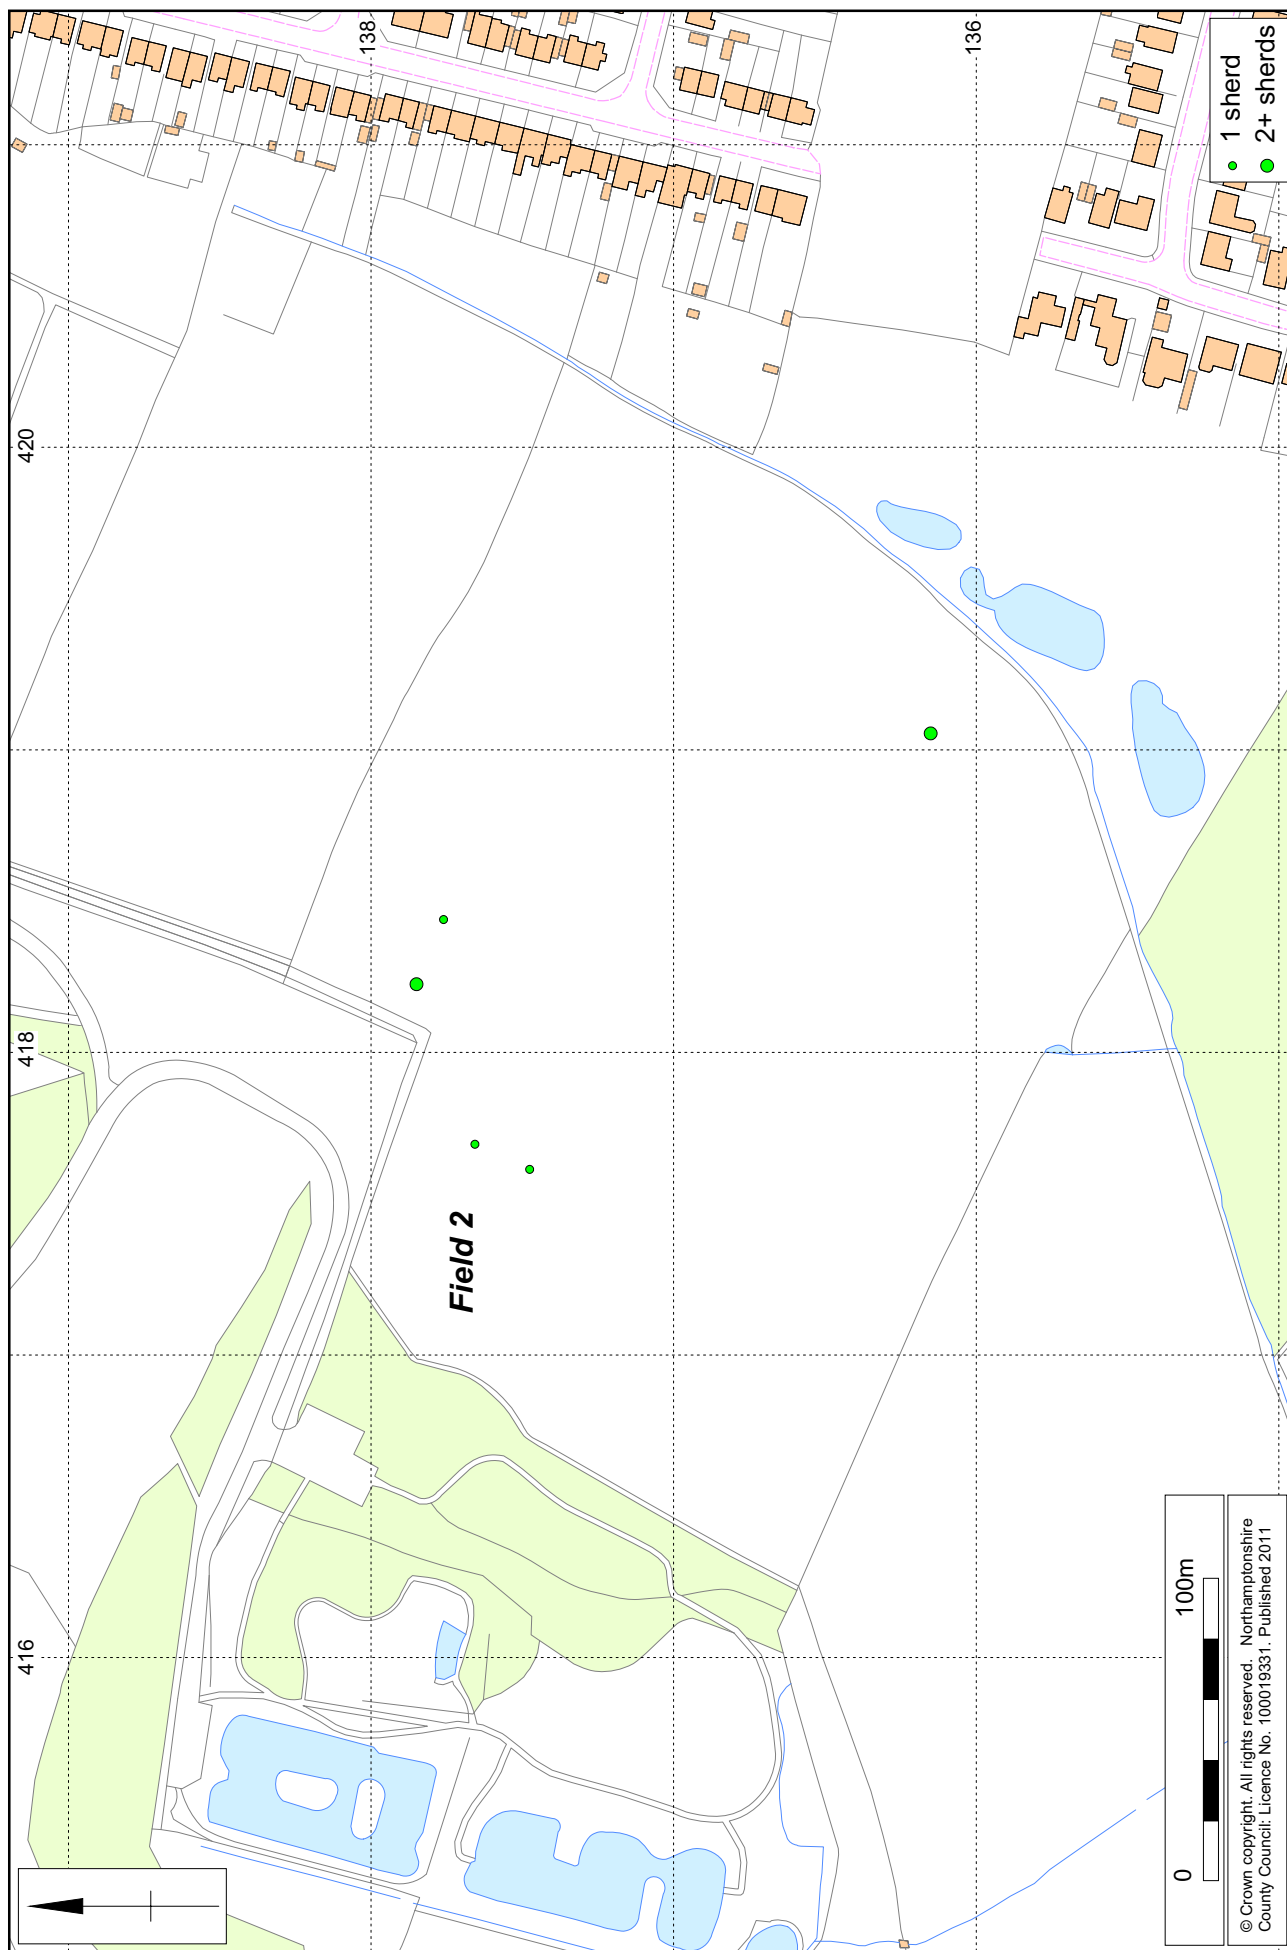 416
418
420
138
136
Field 2
0 100m
© Crown copyright. All rights reserved. Northamptonshire
County Council: Licence No. 100019331. Published 2011
1 sherd
2+ sherds